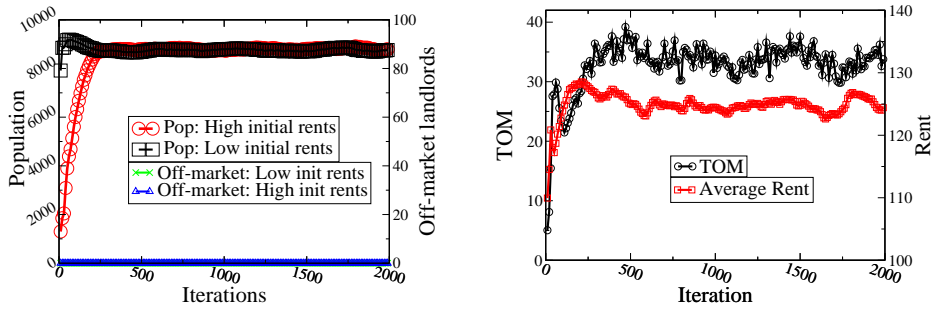 10000
8000
6000
4000
2000
0
Population
100
80
60
40
20
0
Off-market landlords
Pop: High initial rents
Pop: Low initial rents
Off-market: Low init rents
Off-market: High init rents
0
500
1000
1500
2000
Iterations
40
30
20
10
0
TOM
140
130
120
110
100
Rent
TOM
Average Rent
0
500
1000
1500
2000
Iteration